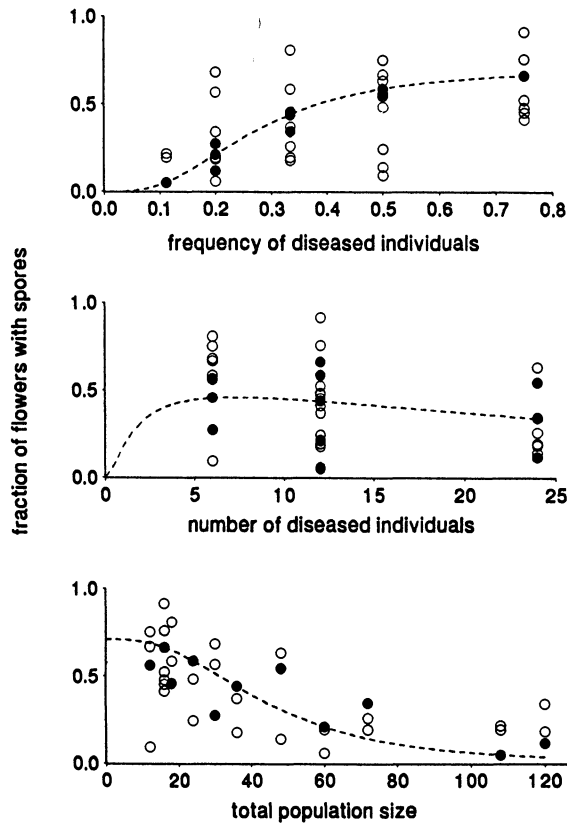 1.0
0.5
0.0
0.0 0.1 0.2 0.3 0.4 0.5 0.6 0.7 0.8
frequency of diseased individuals
fraction of flowers with spores
1.0
0.5
0.0
0 5 10 15 20 25
number of diseased individuals
1.0
0.5
0.0
0 20 40 60 80 100 120
total population size